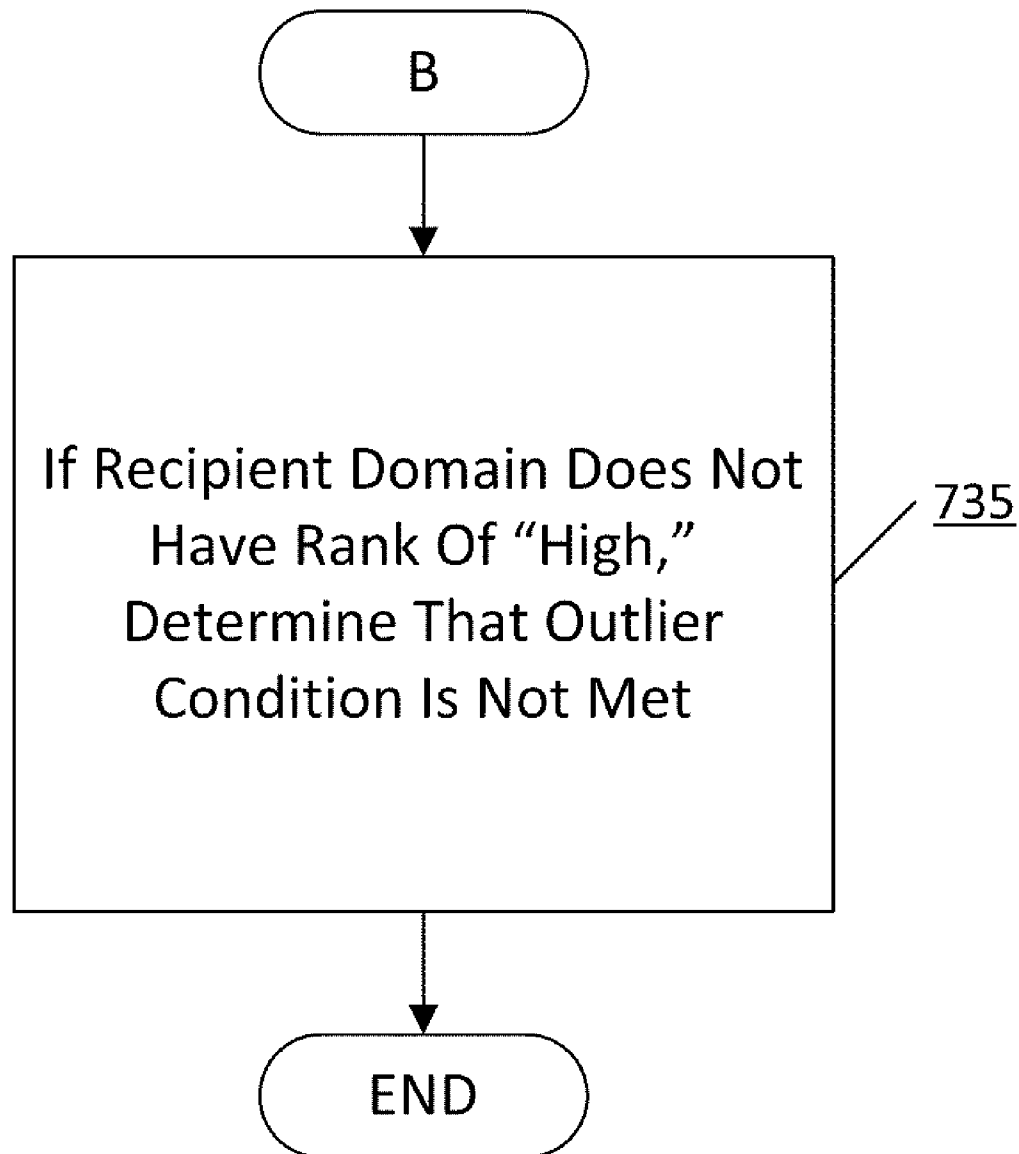 B
If Recipient Domain Does Not
Have Rank Of “High,”
Determine That Outlier
Condition Is Not Met
735
END